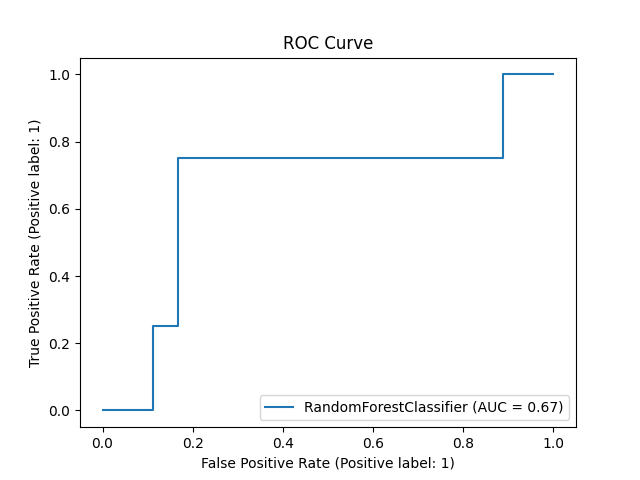 ROC Curve
True Positive Rate (Positive label: 1)
1.0
0.8
0.6
0.4
0.2
0.0
RandomForestClassifier (AUC = 0.67)
0.0 0.2 0.4 0.6 0.8 1.0
False Positive Rate (Positive label: 1)